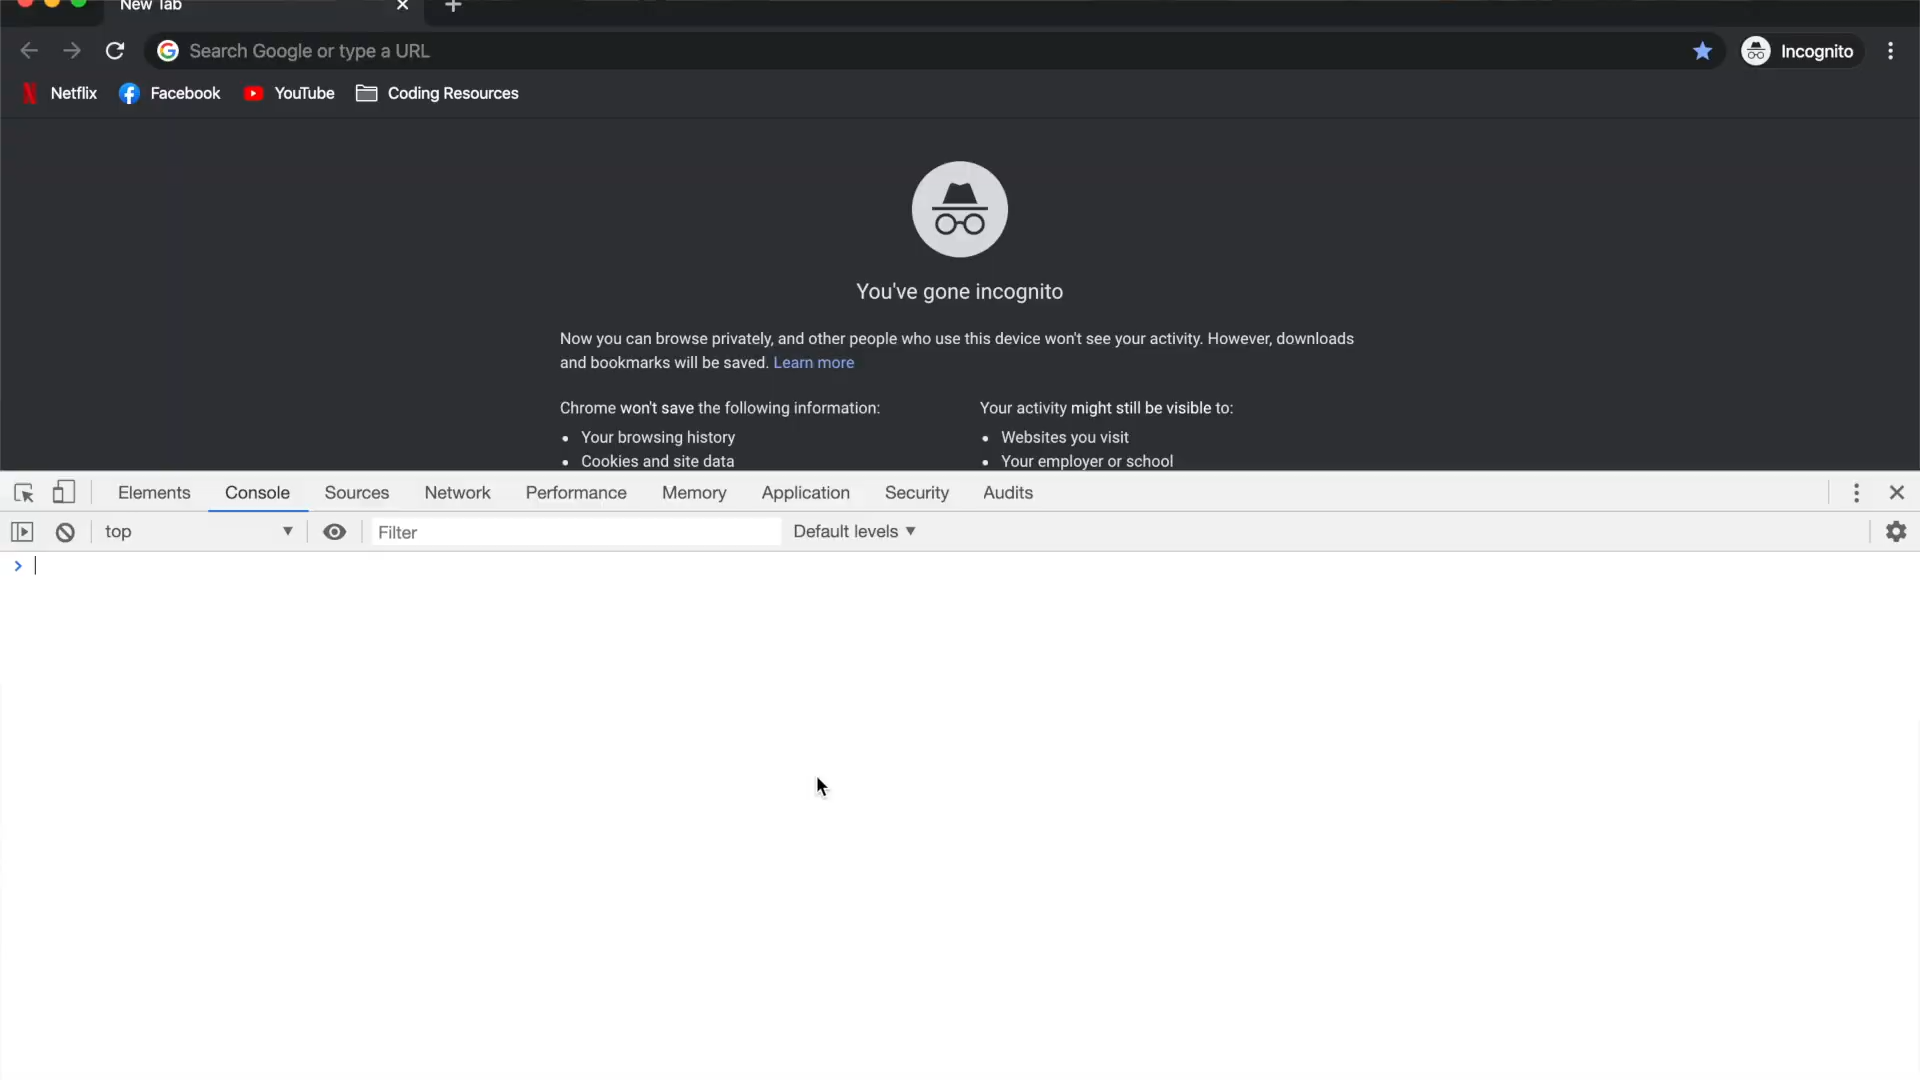 New Tab
Search Google or type a URL
Incognito
Netflix Facebook YouTube Coding Resources
You've gone incognito
Now you can browse privately, and other people who use this device won't see your activity. However, downloads
and bookmarks will be saved. Learn more
Chrome won't save the following information:
Your browsing history
Cookies and site data
Your activity might still be visible to:
Websites you visit
Your employer or school
Elements Console Sources Network Performance Memory Application Security Audits
top Filter Default levels